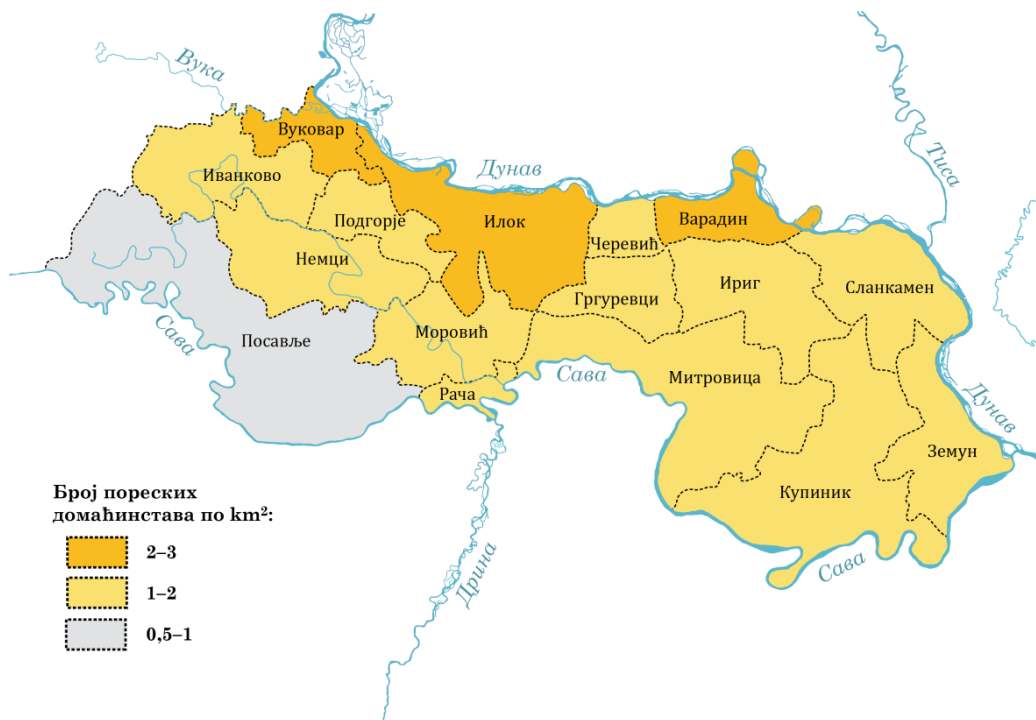 Вука
Вуковар
Дунав
Тиса
Иванково
Подгорје
Илок
Варадин
Черевић
Немци
Ириг
Сланкамен
Гргуревци
Сава
Посавље
Моровић
Сава
Митровица
Рача
Дунав
Земун
Купиник
Сава
Дрина
Број пореских
домаћинстава по km²:
2–3
1–2
0,5–1